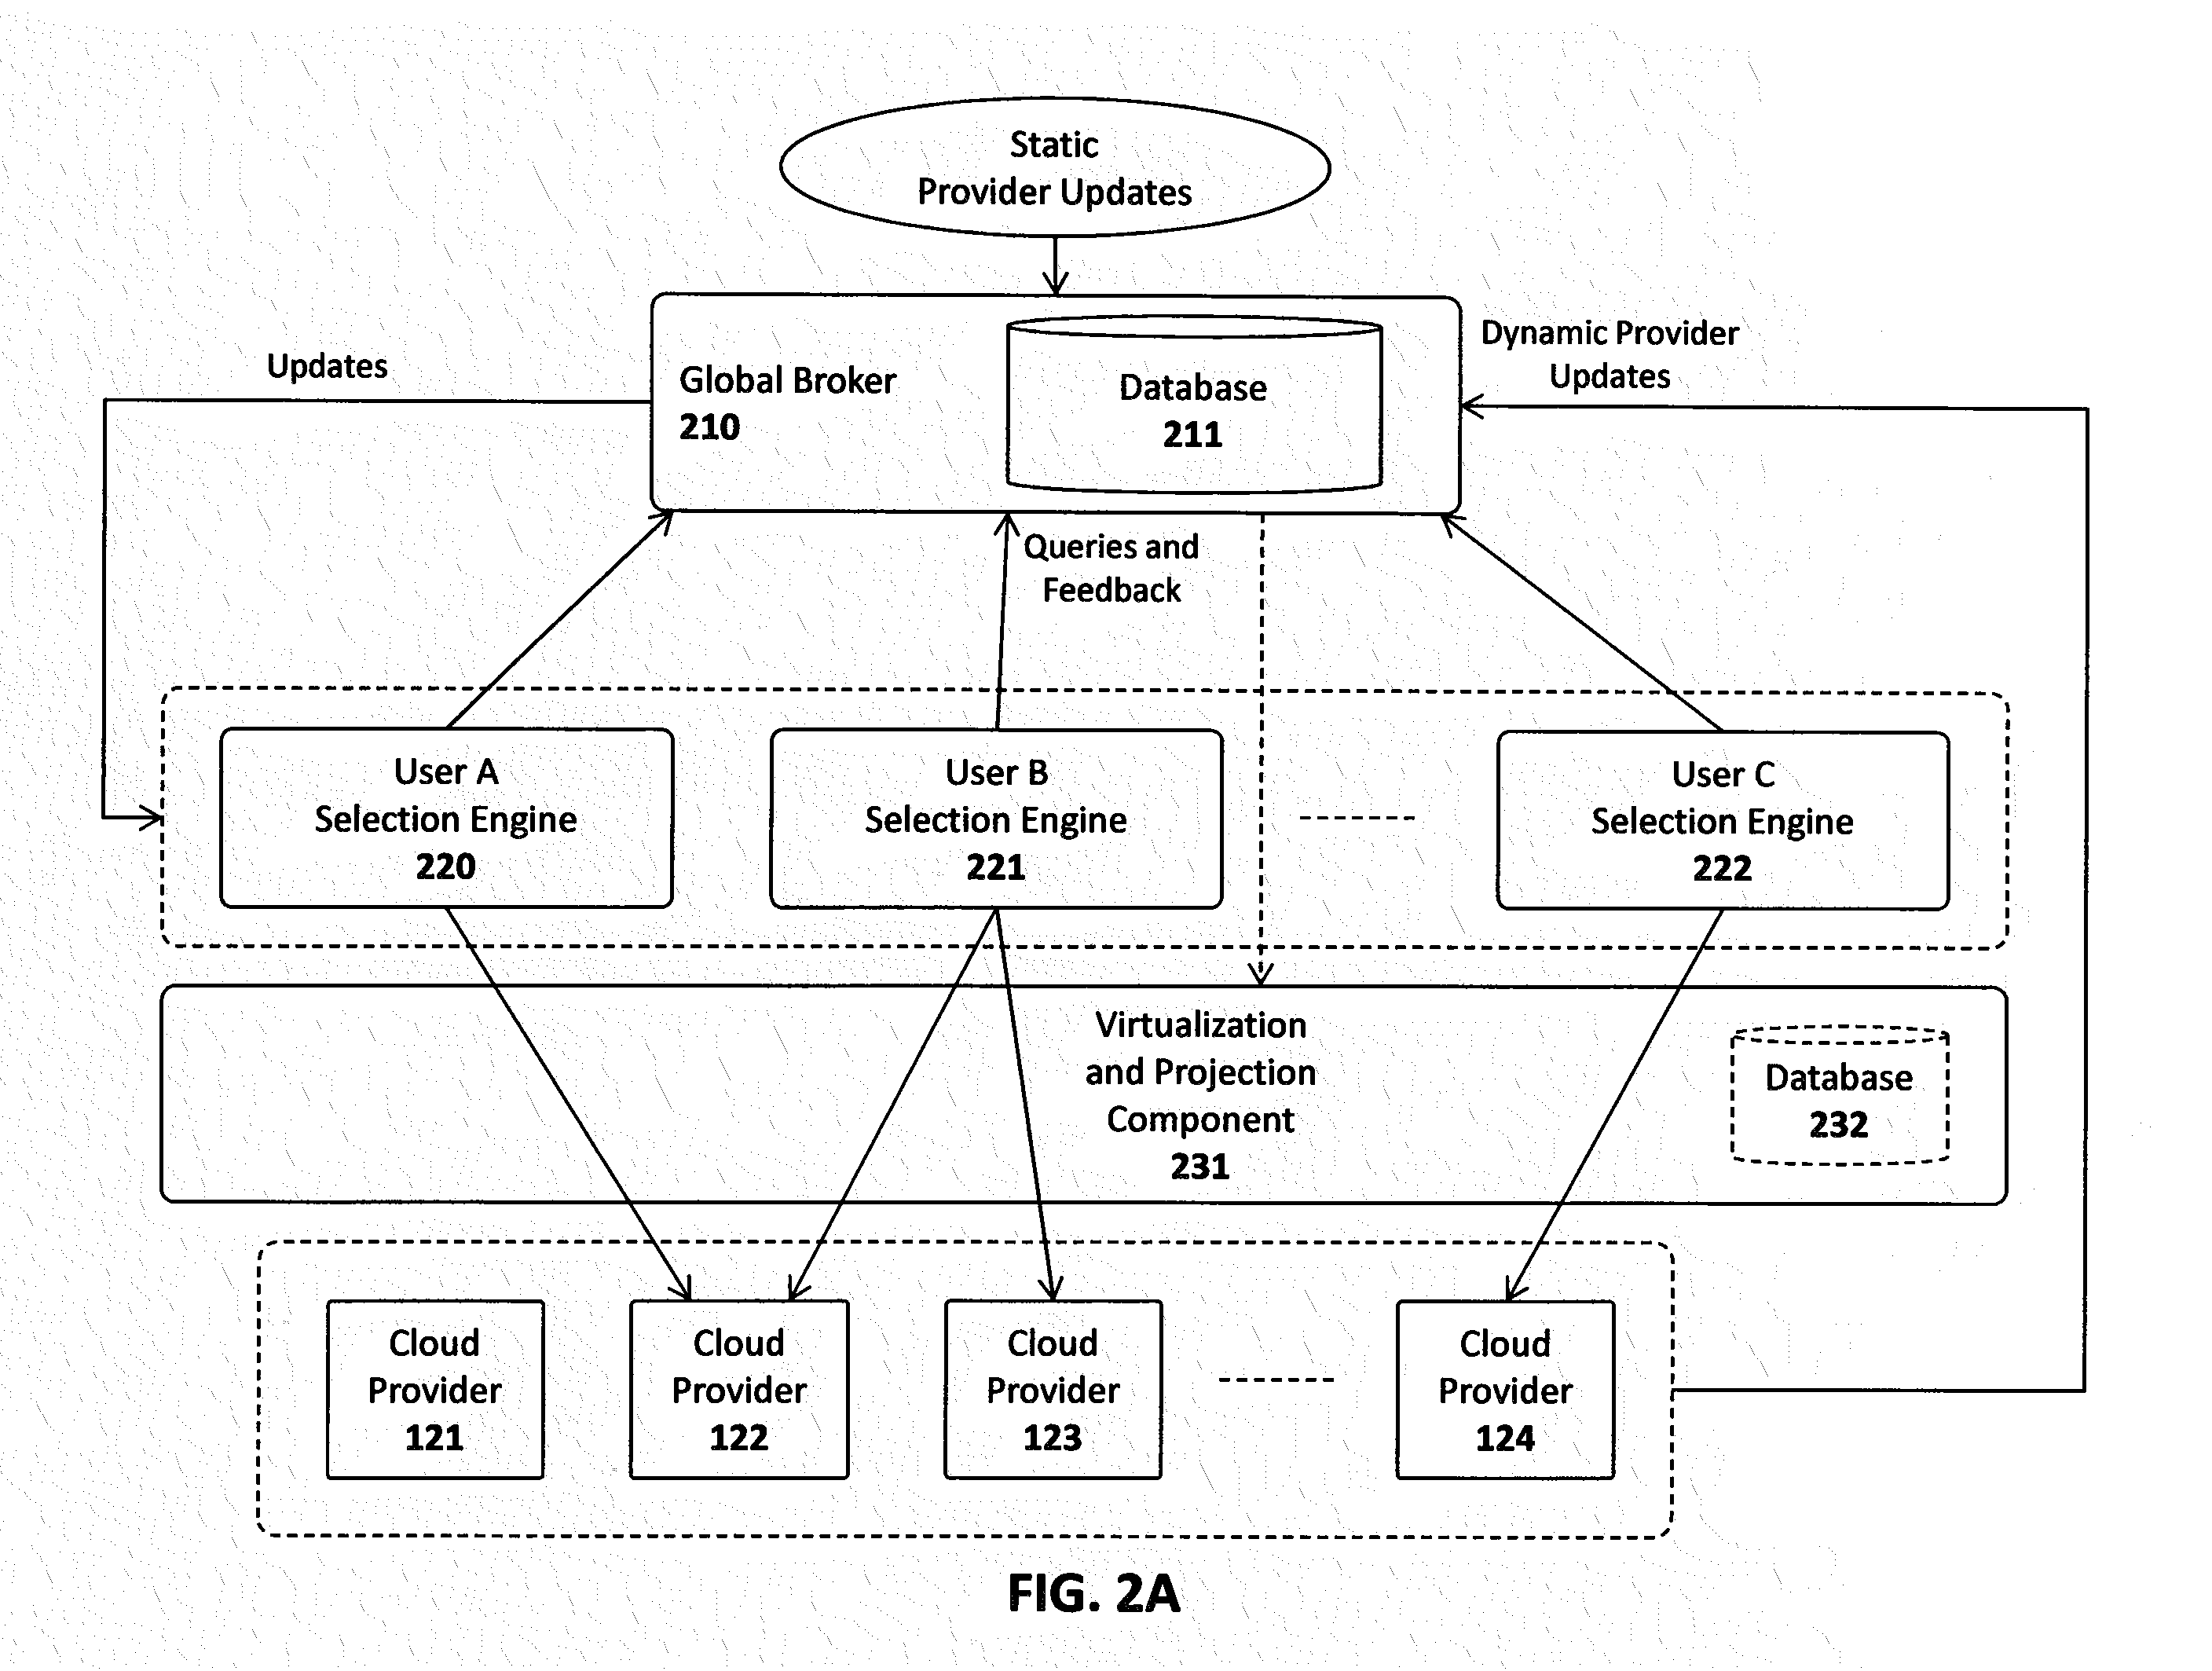 Static
Provider Updates
Updates
Global Broker
210
Database
211
Dynamic Provider
Updates
Queries and
Feedback
User A
Selection Engine
220
User B
Selection Engine
221
User C
Selection Engine
222
Virtualization
and Projection
Component
231
Database
232
Cloud
Provider
121
Cloud
Provider
122
Cloud
Provider
123
Cloud
Provider
124
FIG. 2A